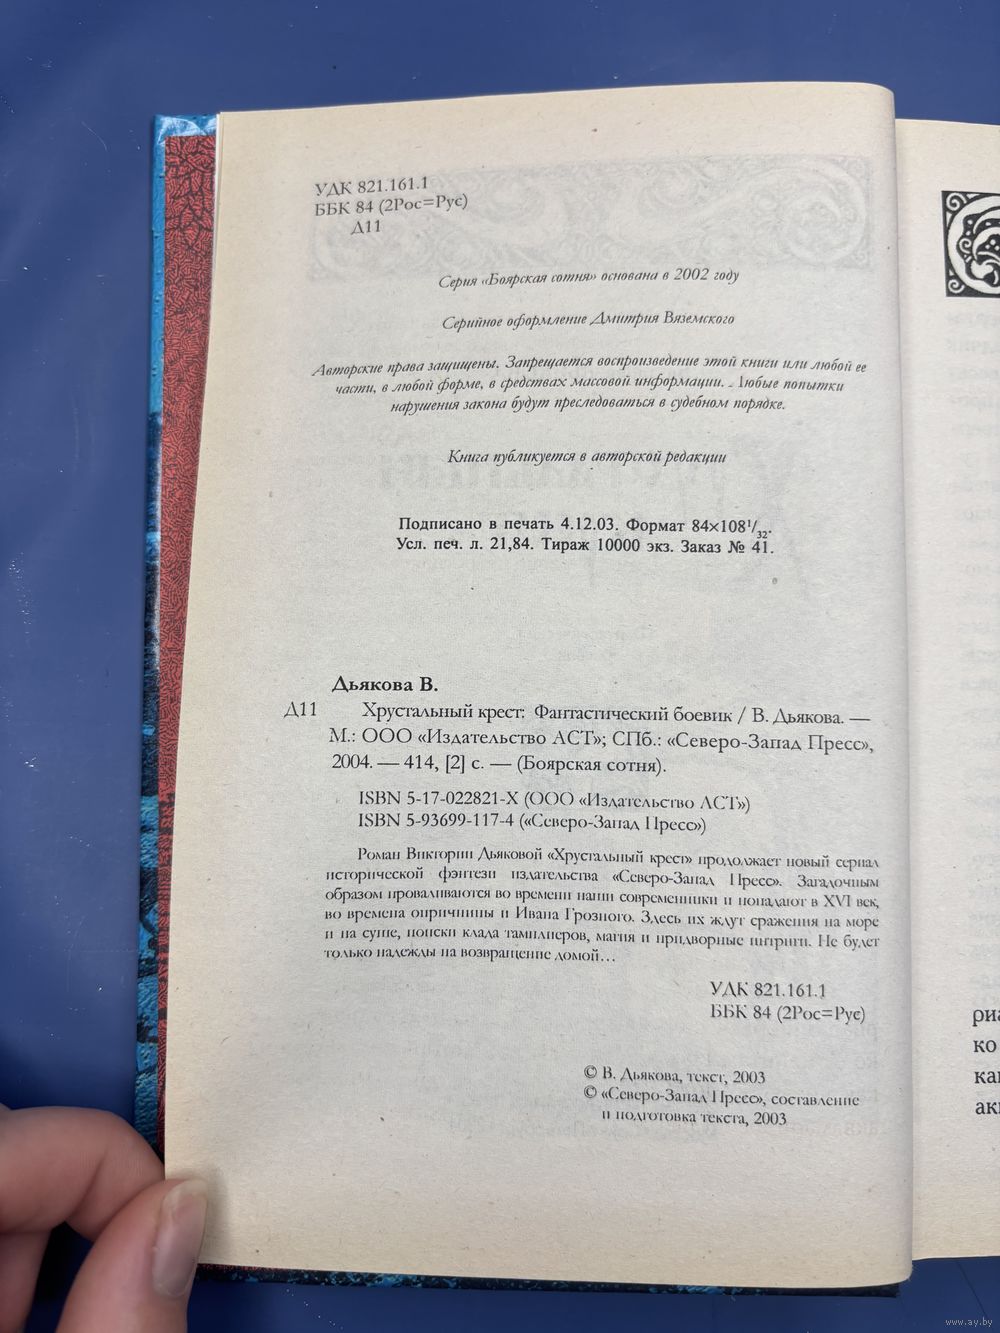 УДК 821.161.1
ББК 84 (2Рос=Рус)
Д11
Серия «Боярская сотня» основана в 2002 году
Серийное оформление Дмитрия Вяземского
Авторские права защищены. Запрещается воспроизведение этой книги или любой ее
части, в любой форме, в средствах массовой информации. Любые попытки
нарушения закона будут преследоваться в судебном порядке.
Книга публикуется в авторской редакции
Подписано в печать 4.12.03. Формат 84×108 1/32.
Усл. печ. л. 21,84. Тираж 10000 экз. Заказ № 41.
Дьякова В.
Д11 Хрустальный крест: Фантастический боевик / В. Дьякова. —
М.: ООО «Издательство АСТ»; СПб.: «Северо-Запад Пресс»,
2004. — 414, [2] с. — (Боярская сотня).
ISBN 5-17-022821-X (ООО «Издательство АСТ»)
ISBN 5-93699-117-4 («Северо-Запад Пресс»)
Роман Виктории Дьяковой «Хрустальный крест» продолжает новый сериал
исторической фэнтези издательства «Северо-Запад Пресс». Загадочным
образом проваливаются во времени наши современники и попадают в XVI век,
во времена опричнины и Ивана Грозного. Здесь их ждут сражения на море
и на суше, поиски клада тамплиеров, магия и придворные интриги. Не будет
только надежды на возвращение домой...
УДК 821.161.1
ББК 84 (2Рос=Рус)
© В. Дьякова, текст, 2003
© «Северо-Запад Пресс», составление
и подготовка текста, 2003
риа
ко
каш
аки
www.ay.by